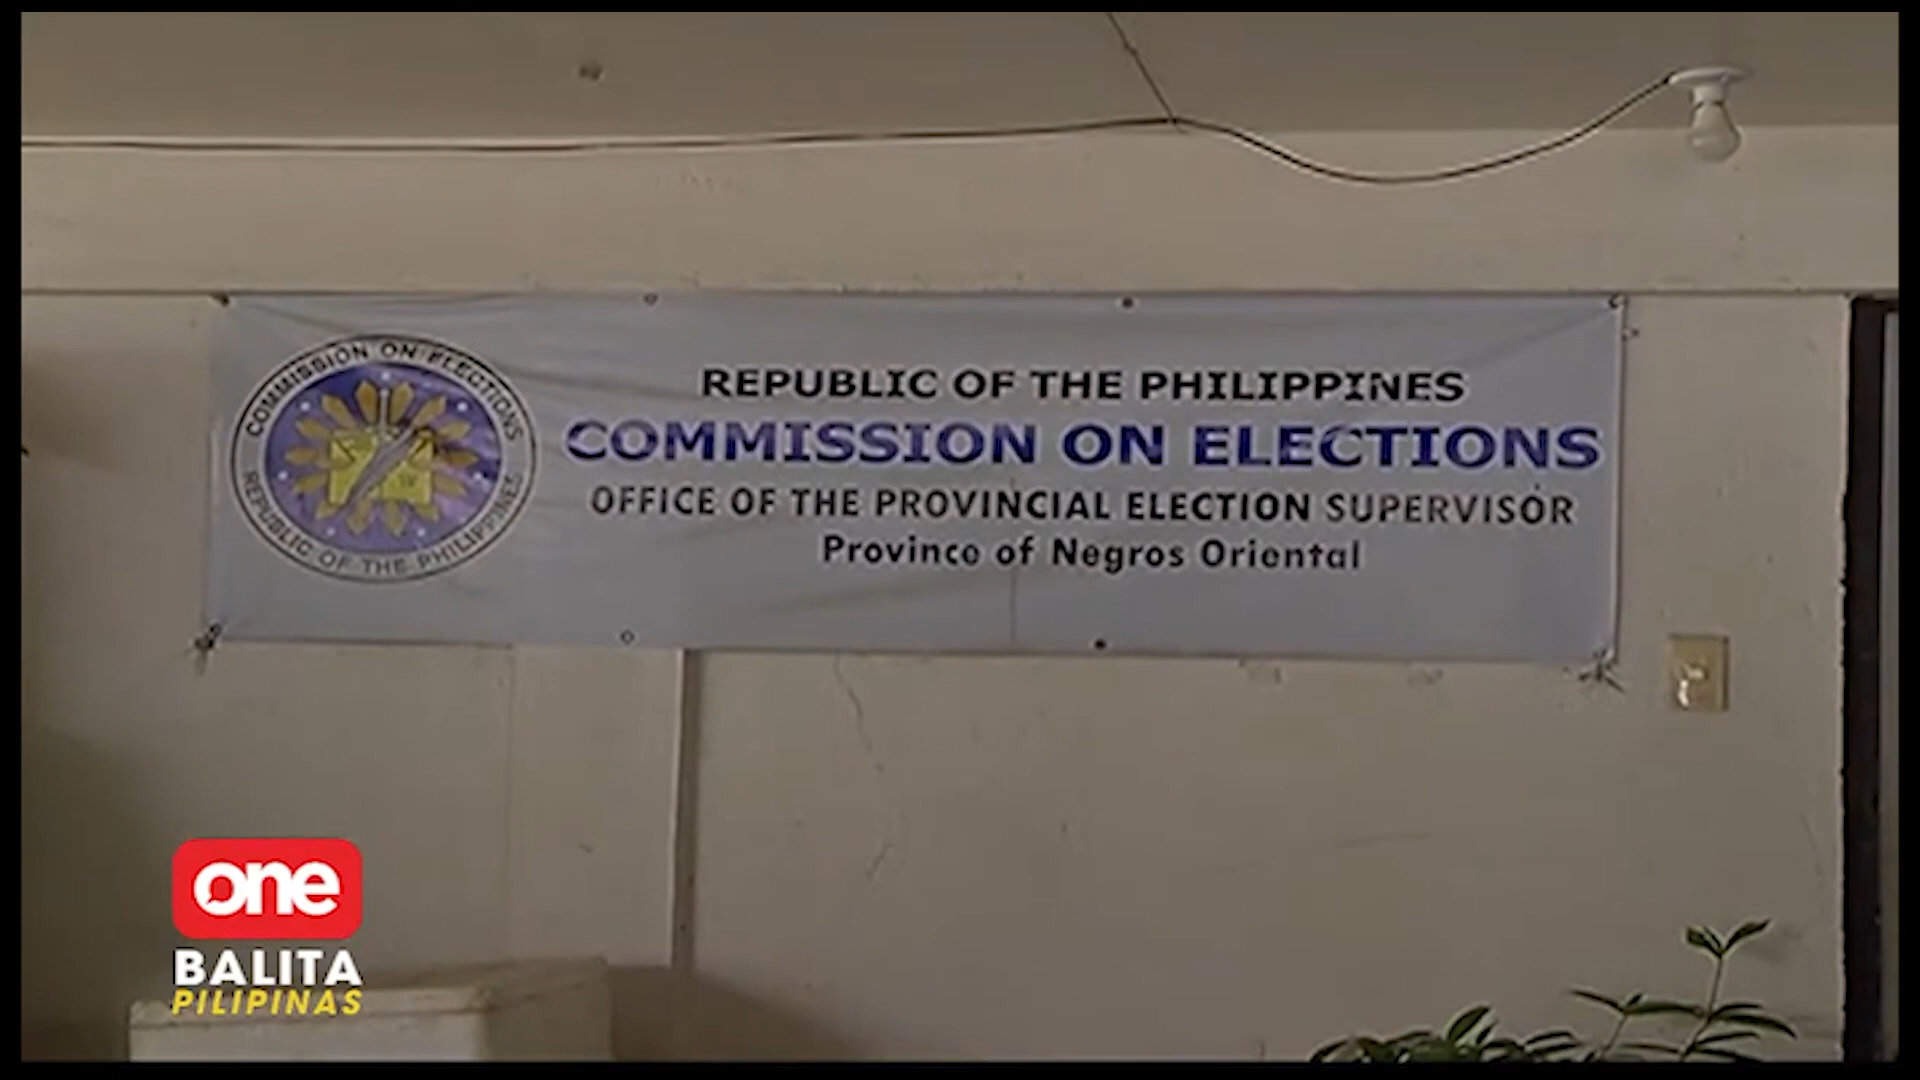 COMMISSION ON ELECTIONS
REPUBLIC OF THE PHILIPPINES
REPUBLIC OF THE PHILIPPINES
COMMISSION ON ELECTIONS
OFFICE OF THE PROVINCIAL ELECTION SUPERVISOR
Province of Negros Oriental
one
BALITA
PILIPINAS